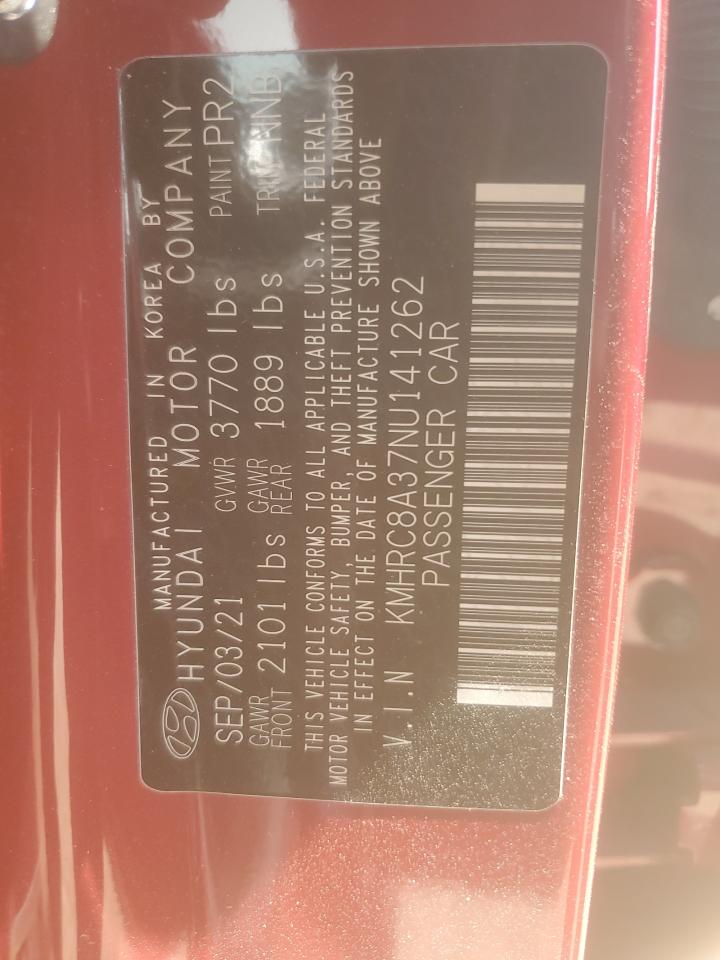 MANUFACTURED IN KOREA BY
HYUNDAI MOTOR COMPANY
SEP/03/21 GVWR 3770 lbs PAINT PR2
GAWR FRONT 2101 lbs GAWR REAR 1889 lbs TRIM NNB
THIS VEHICLE CONFORMS TO ALL APPLICABLE U.S.A. FEDERAL
MOTOR VEHICLE SAFETY, BUMPER, AND THEFT PREVENTION STANDARDS
IN EFFECT ON THE DATE OF MANUFACTURE SHOWN ABOVE
V.I.N KMHRC8A37NU141262
PASSENGER CAR